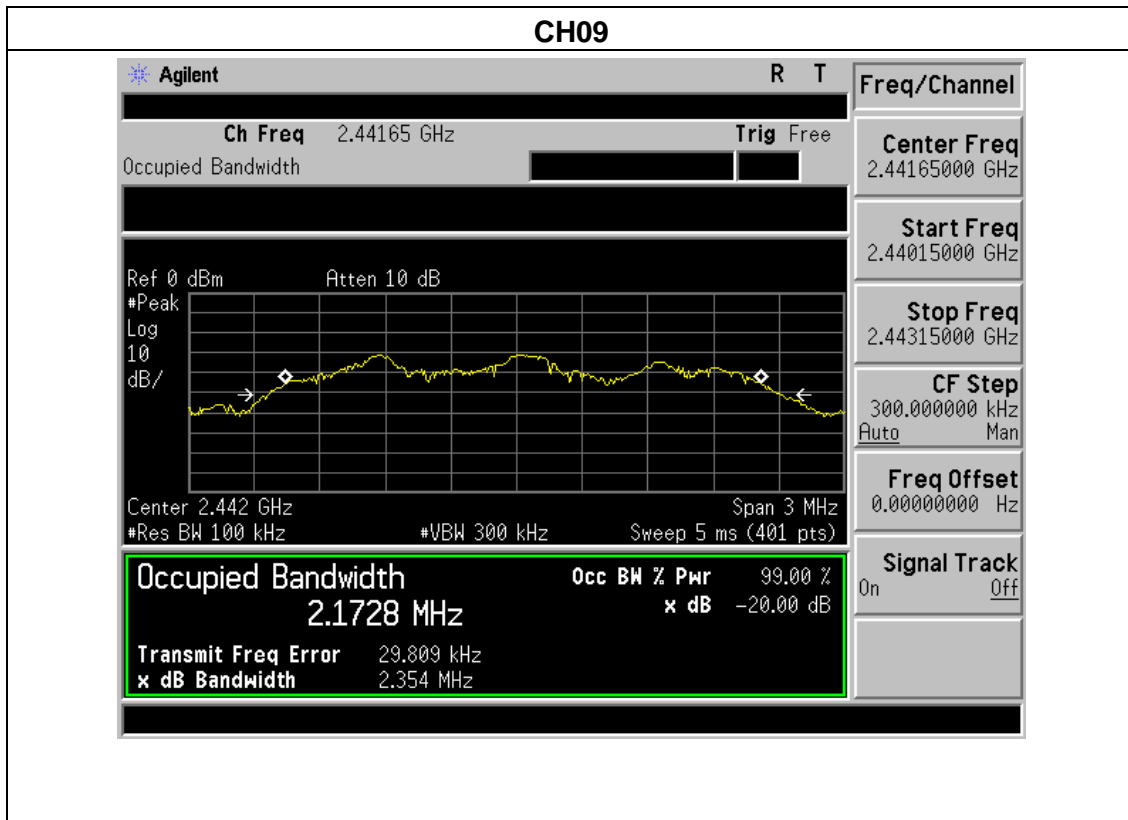 CH09
Agilent R T
Freq/Channel
Ch Freq 2.44165 GHz Trig Free
Occupied Bandwidth
Center Freq
2.44165000 GHz
Start Freq
2.44015000 GHz
Stop Freq
2.44315000 GHz
CF Step
300.000000 kHz
Auto Man
Freq Offset
0.00000000 Hz
Signal Track
On Off
Ref 0 dBm Atten 10 dB
#Peak
Log
10
dB/
Center 2.442 GHz Span 3 MHz
#Res BW 100 kHz #VBW 300 kHz Sweep 5 ms (401 pts)
Occupied Bandwidth Occ BW % Pwr 99.00 %
2.1728 MHz x dB -20.00 dB
Transmit Freq Error 29.809 kHz
x dB Bandwidth 2.354 MHz